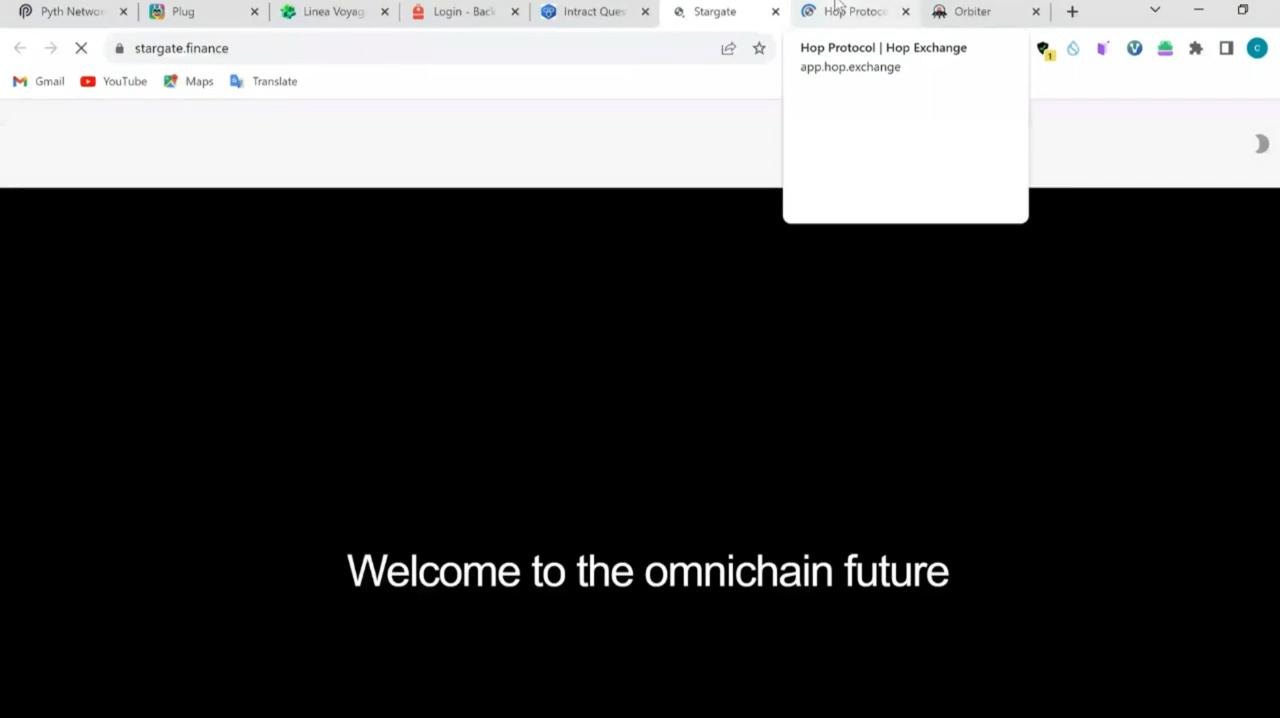 Pyth Networ
Plug
Linea Voyag
Login - Back
Intract Ques
Stargate
Hop Protoco
Orbiter
stargate.finance
Hop Protocol | Hop Exchange
app.hop.exchange
1
C
Gmail
YouTube
Maps
Translate
Welcome to the omnichain future